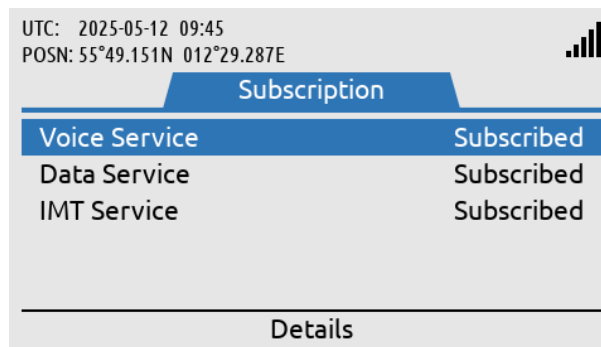 UTC: 2025-05-12 09:45
POSN: 55°49.151N 012°29.287E
Subscription
Voice Service Subscribed
Data Service Subscribed
IMT Service Subscribed
Details